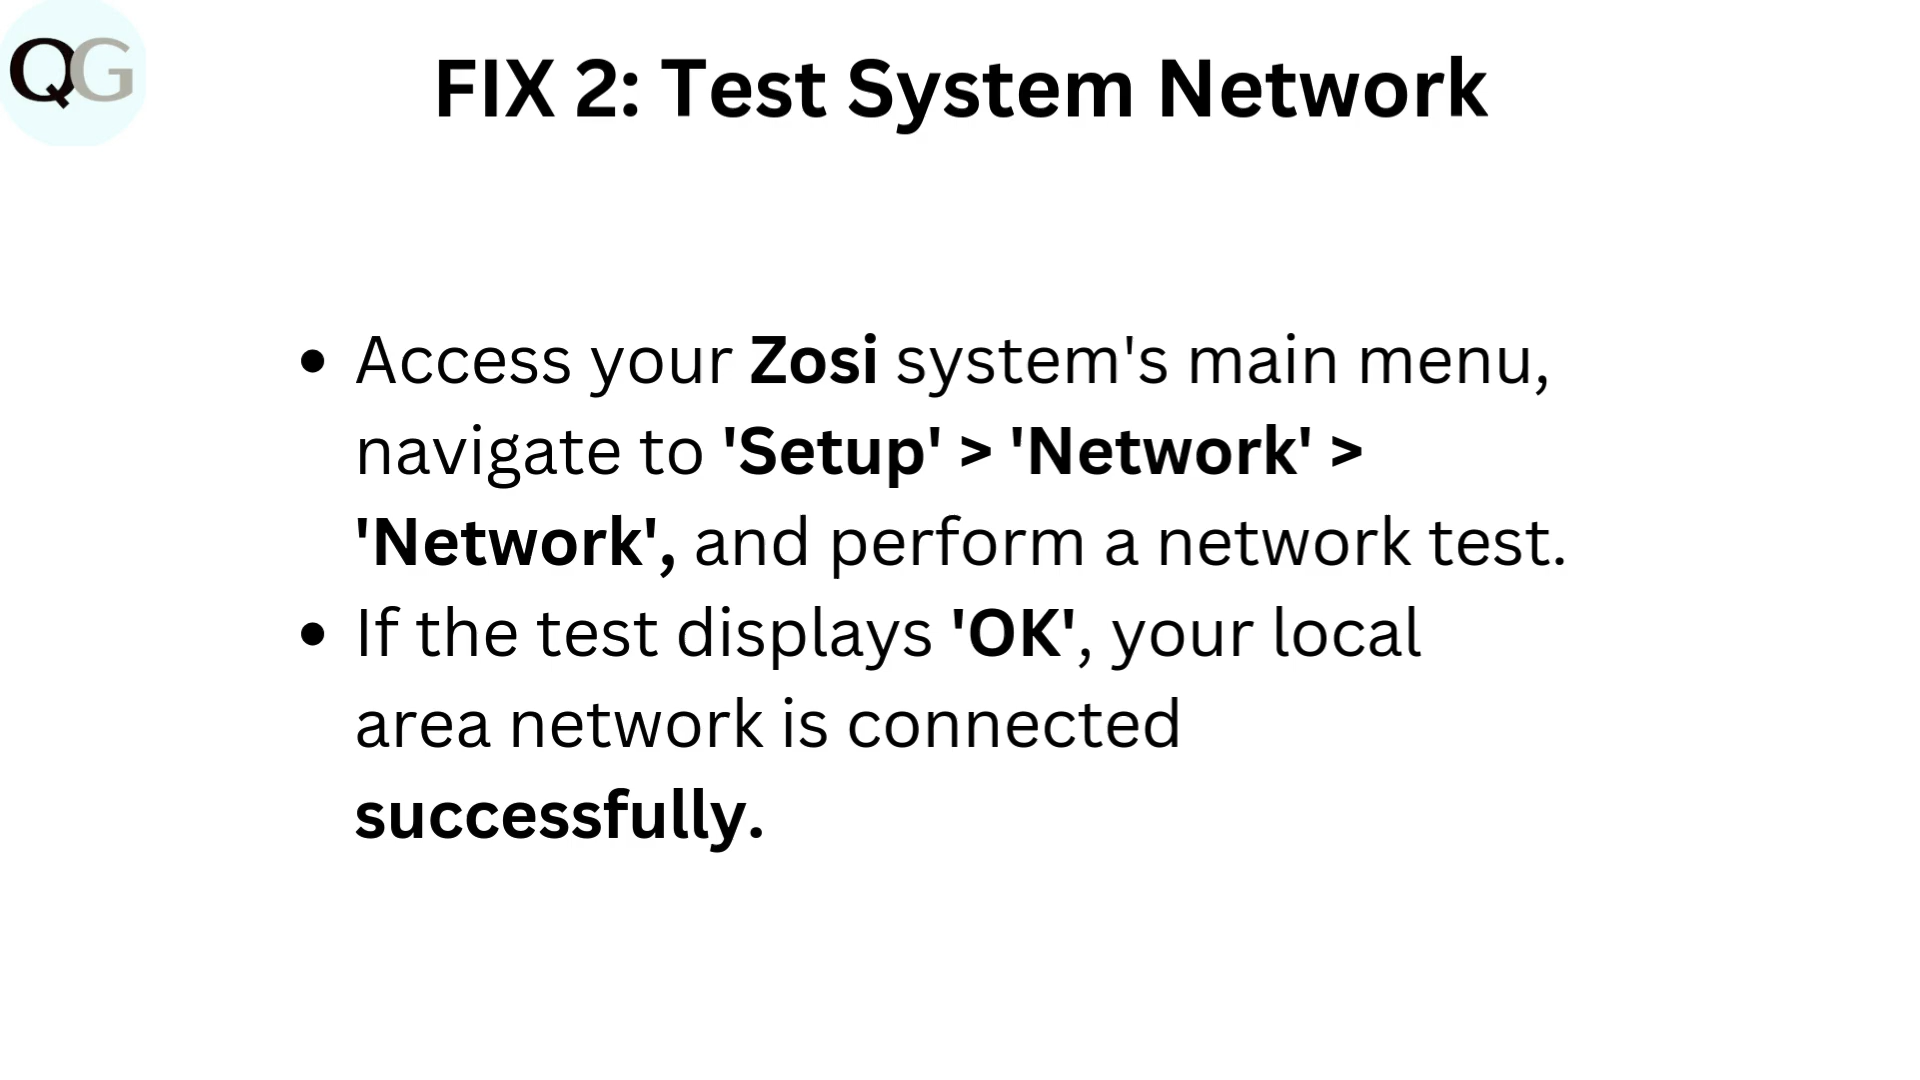 QG
FIX 2: Test System Network
• Access your Zosi system's main menu,
navigate to 'Setup' > 'Network' >
'Network', and perform a network test.
• If the test displays 'OK', your local
area network is connected
successfully.